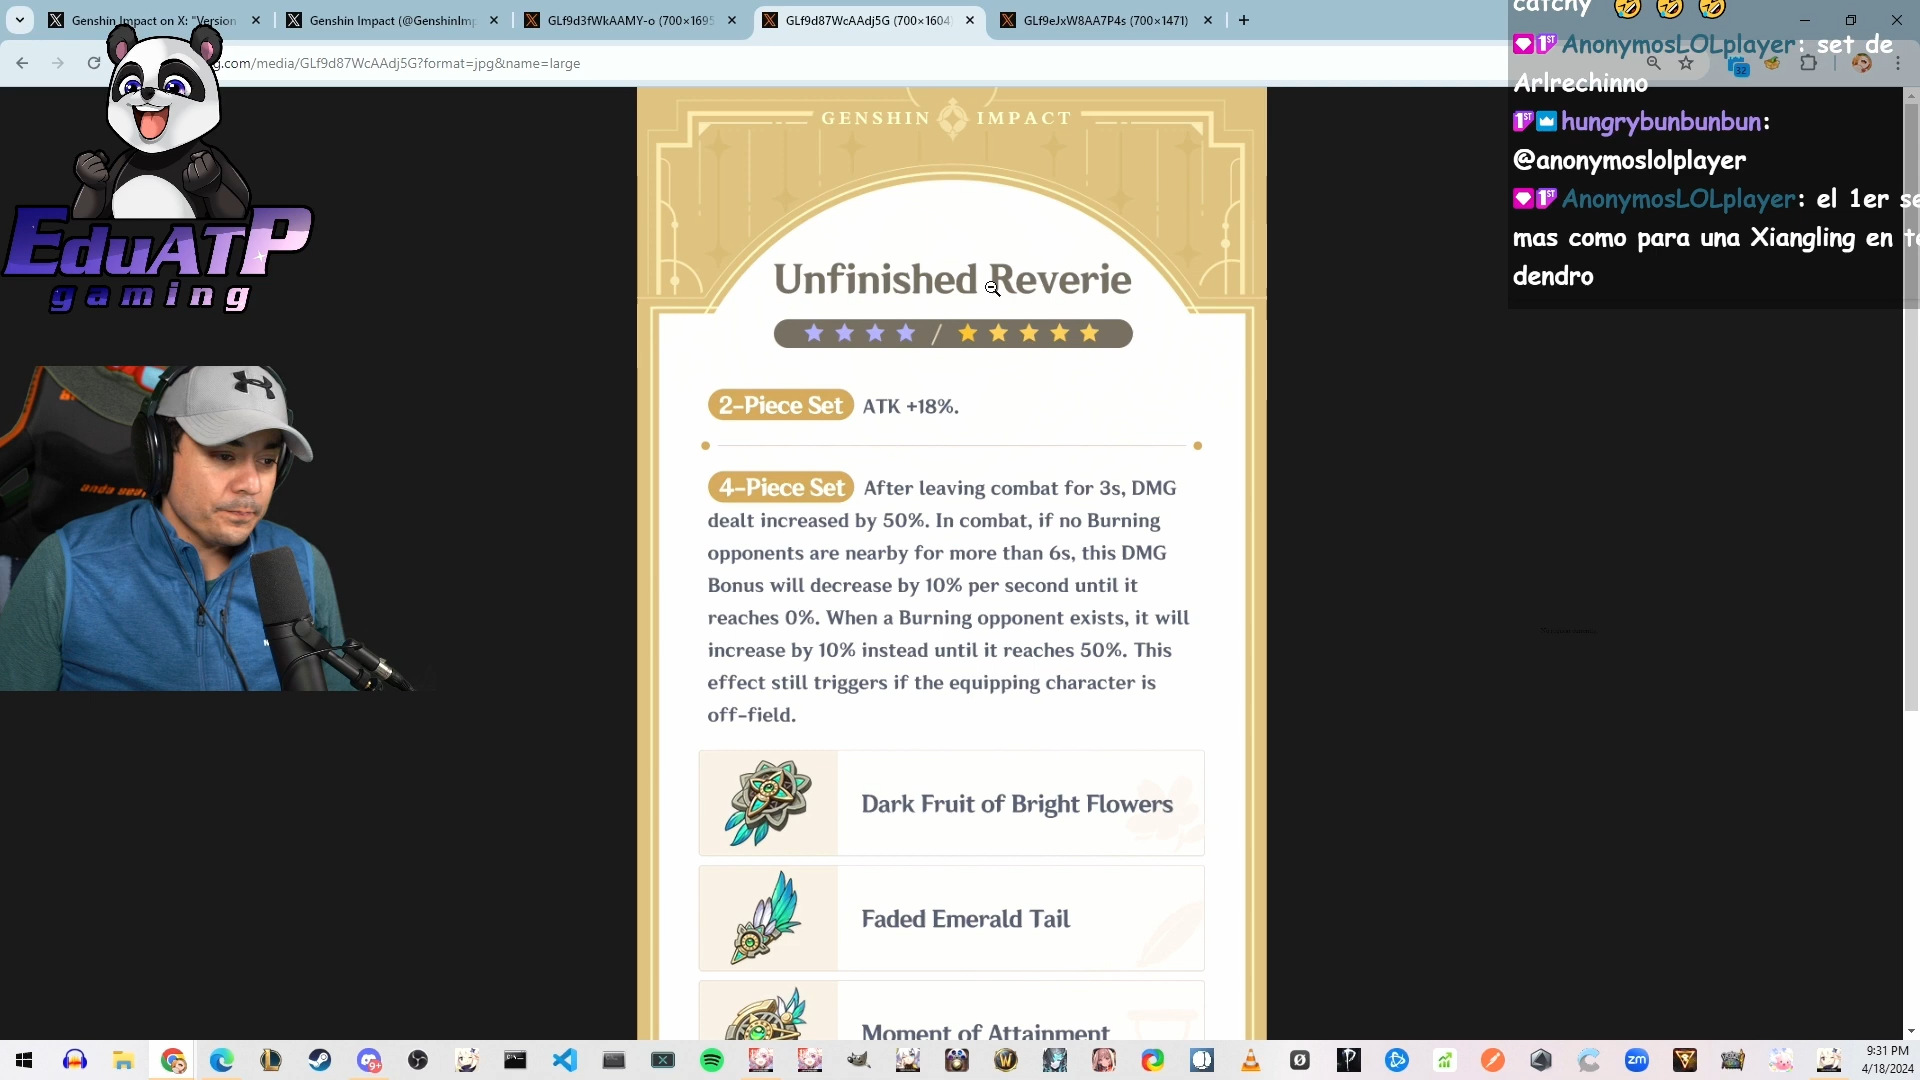 Genshin Impact on X: "Version
Genshin Impact (@GenshinImp
GLf9d3fWkAAMY-o (700×1695
GLf9d87WcAAdj5G (700×1604)
GLf9eJxW8AA7P4s (700×1471)
g.com/media/GLf9d87WcAAdj5G?format=jpg&name=large
32
catchy
AnonymosLOLplayer: set de
Arlrechinno
hungrybunbunbun:
@anonymoslolplayer
AnonymosLOLplayer: el 1er se
mas como para una Xiangling en te
dendro
EduATP
gaming
GENSHIN IMPACT
Unfinished Reverie
2-Piece Set ATK +18%.
4-Piece Set After leaving combat for 3s, DMG
dealt increased by 50%. In combat, if no Burning
opponents are nearby for more than 6s, this DMG
Bonus will decrease by 10% per second until it
reaches 0%. When a Burning opponent exists, it will
increase by 10% instead until it reaches 50%. This
effect still triggers if the equipping character is
off-field.
Dark Fruit of Bright Flowers
Faded Emerald Tail
Moment of Attainment
9:31 PM
4/18/2024